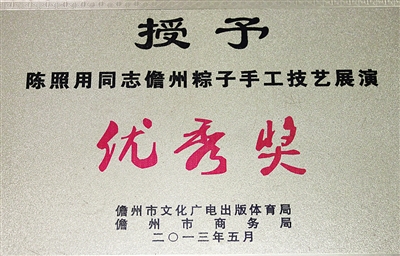 授予
陈照用同志儋州粽子手工技艺展演
优秀奖
儋州市文化广电出版体育局
儋州市商务局
二〇一三年五月